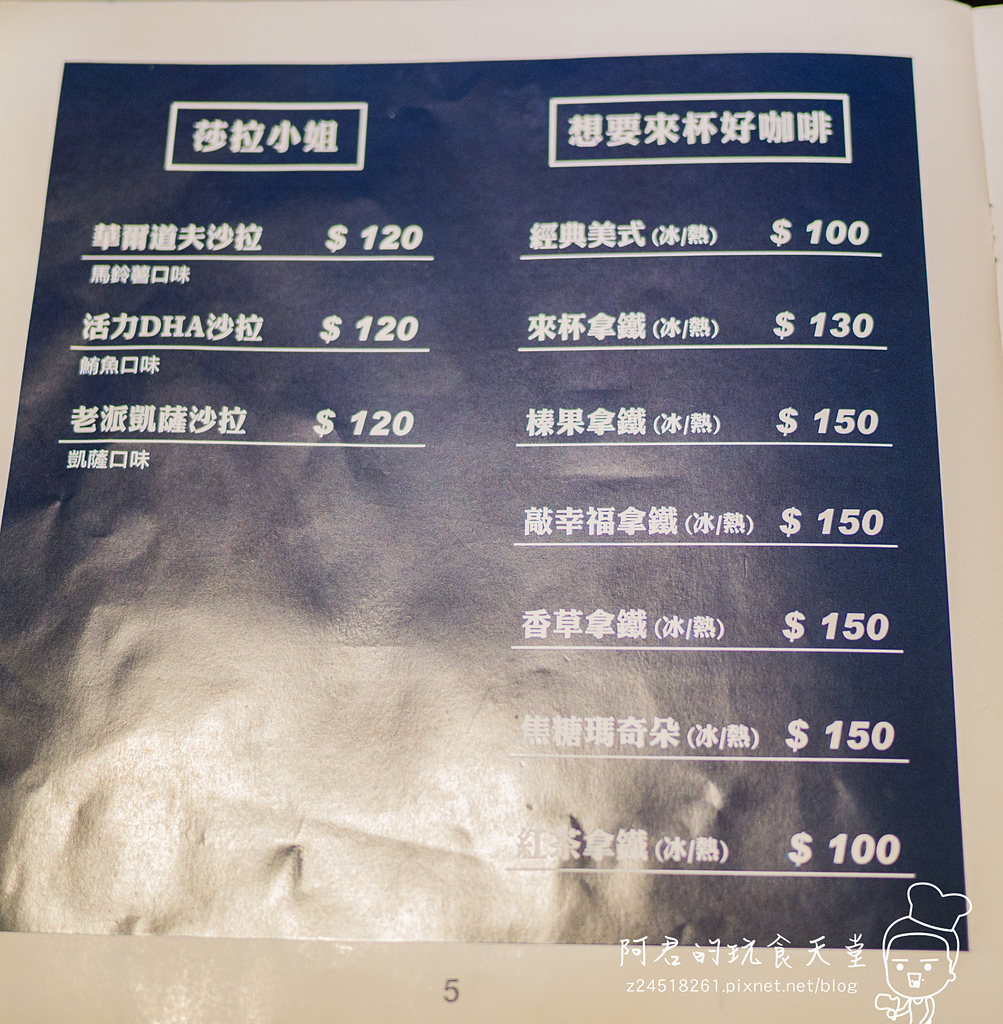 莎拉小姐
華爾道夫沙拉 $ 120
馬鈴薯口味
活力DHA沙拉 $ 120
鮪魚口味
老派凱薩沙拉 $ 120
凱薩口味
想要來杯好咖啡
經典美式(冰/熱) $ 100
來杯拿鐵(冰/熱) $ 130
榛果拿鐵(冰/熱) $ 150
敲幸福拿鐵(冰/熱) $ 150
香草拿鐵(冰/熱) $ 150
焦糖瑪奇朵(冰/熱) $ 150
紅茶拿鐵(冰/熱) $ 100
阿君的玩食天堂
z24518261.pixnet.net/blog
5